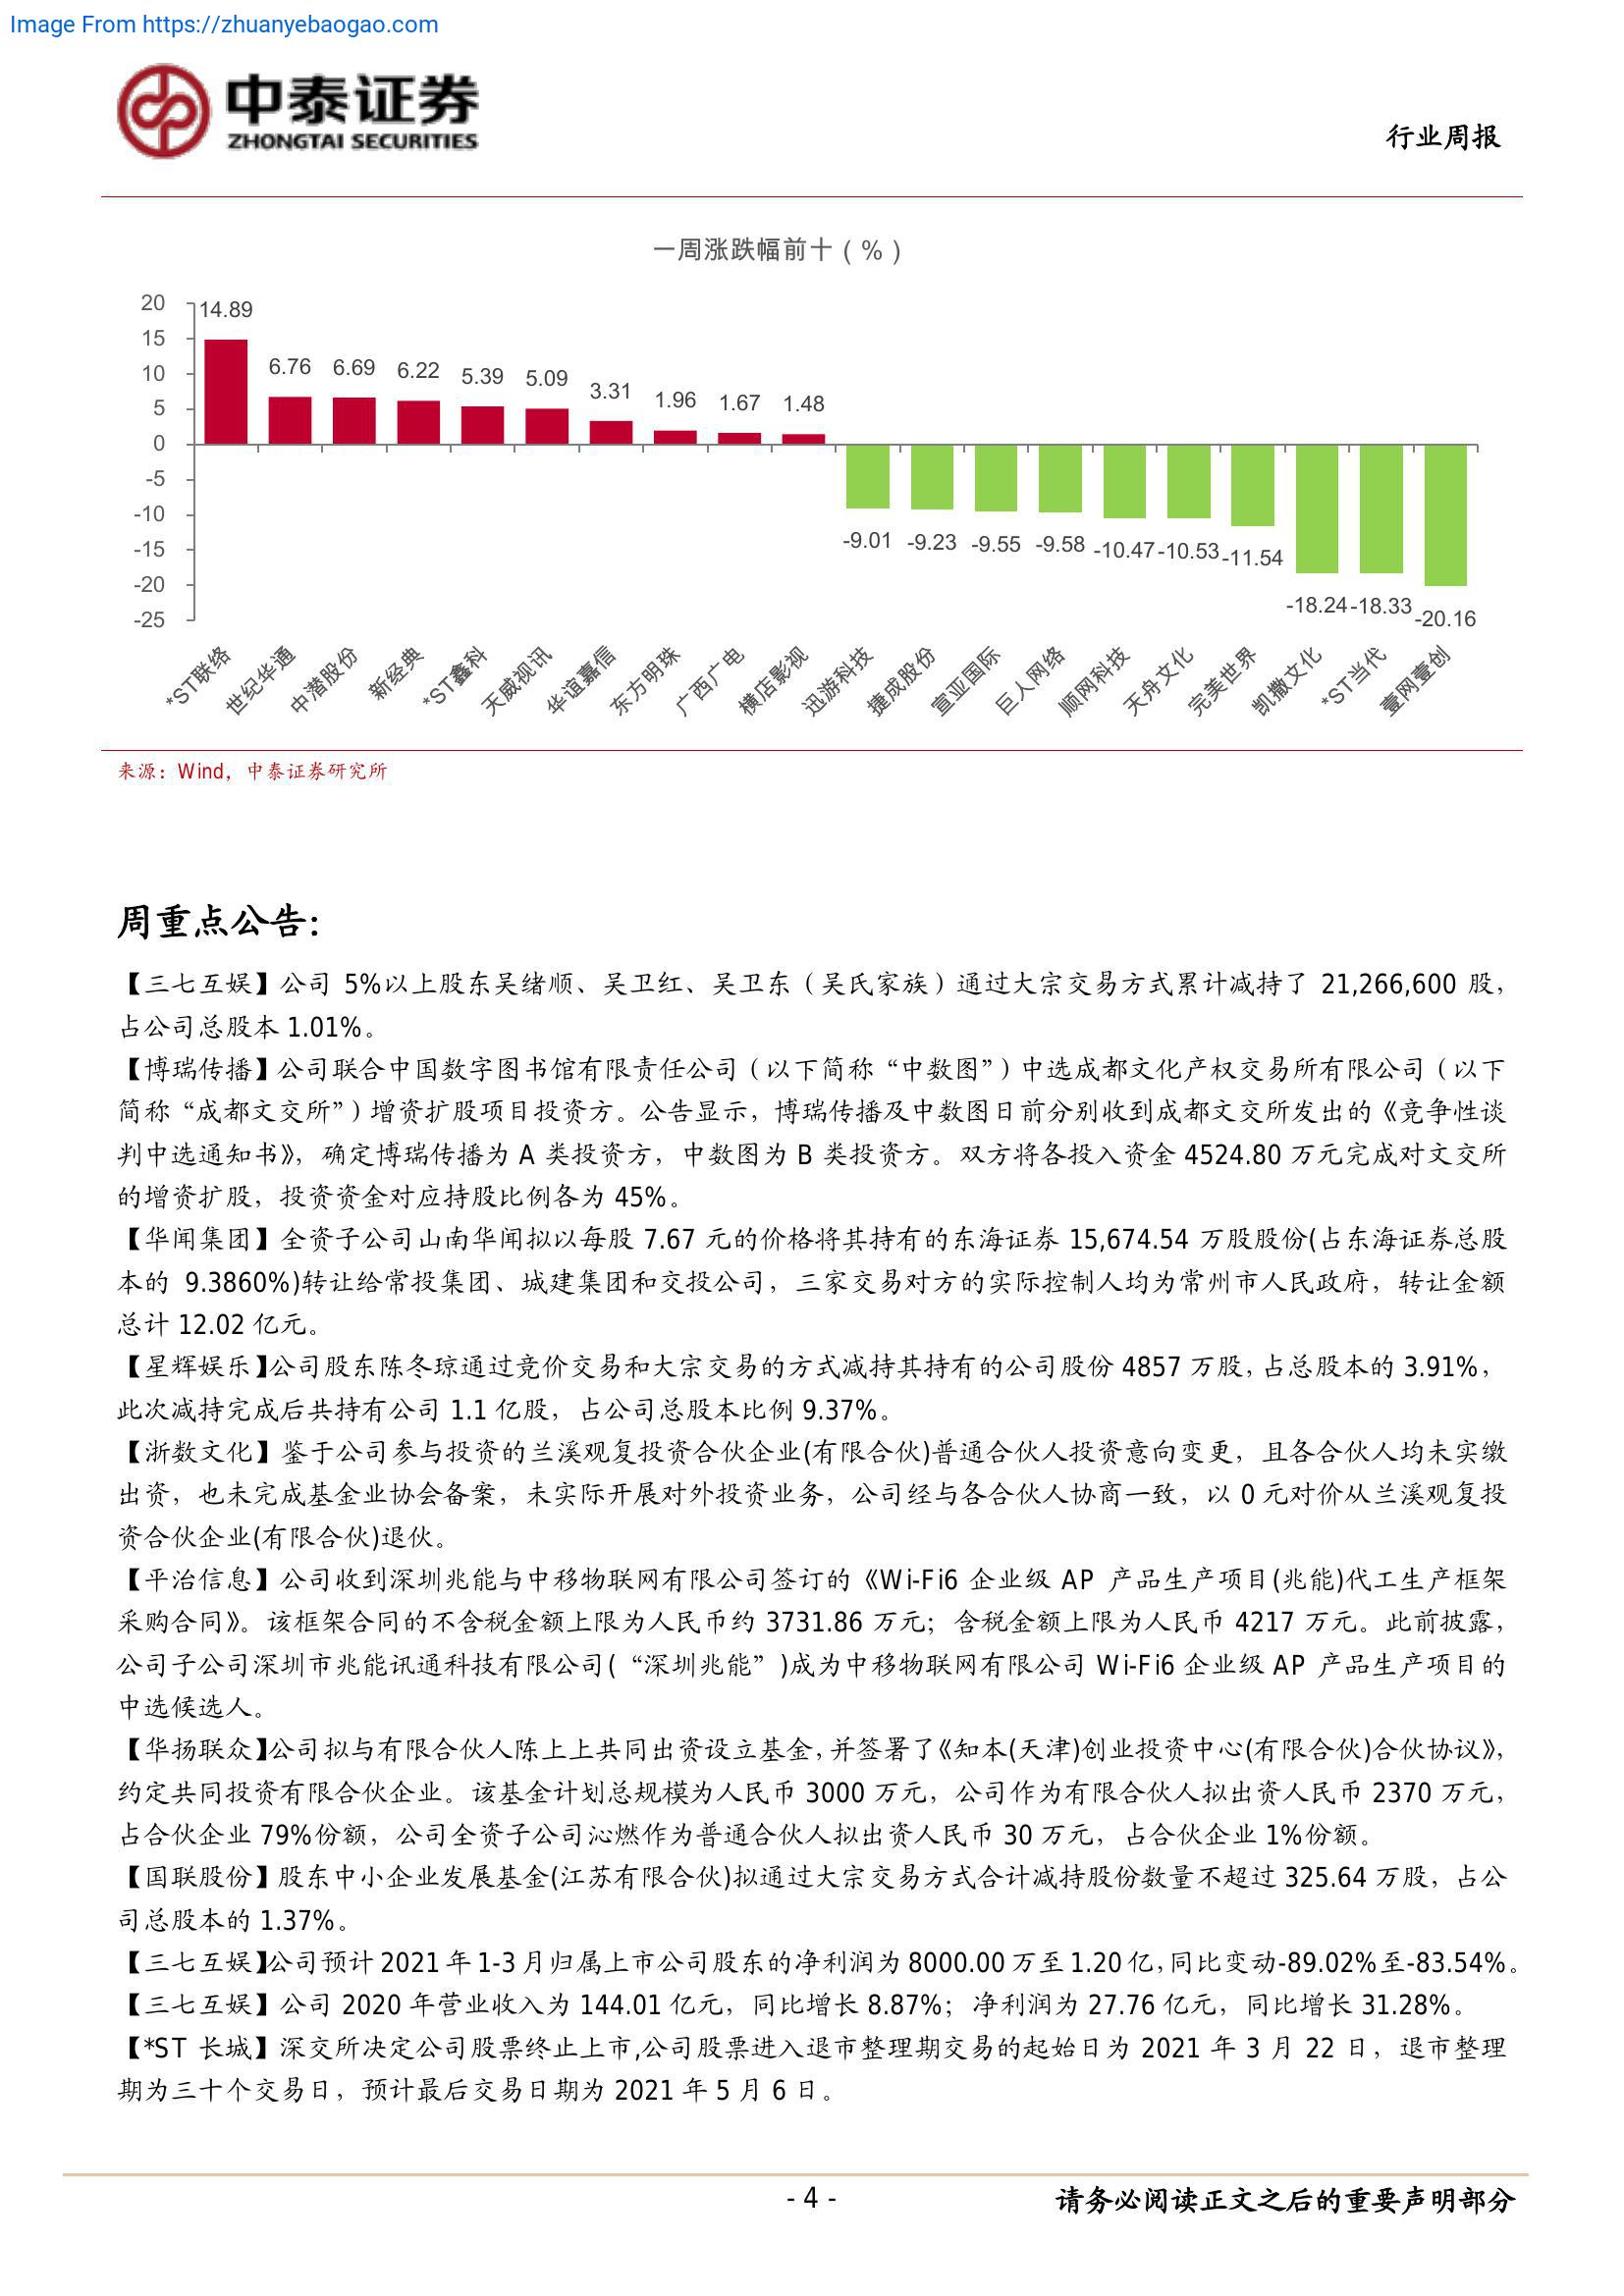 Image From https://zhuanyebaogao.com
中泰证券
ZHONGTAI SECURITIES
行业周报
一周涨跌幅前十（%）
20
15
10
5
0
-5
-10
-15
-20
-25
14.89
6.76
6.69
6.22
5.39
5.09
3.31
1.96
1.67
1.48
-9.01
-9.23
-9.55
-9.58
-10.47
-10.53
-11.54
-18.24
-18.33
-20.16
*ST联络
世纪华通
中潜股份
新经典
*ST鑫科
天威视讯
华谊嘉信
东方明珠
广西广电
横店影视
迅游科技
捷成股份
宣亚国际
巨人网络
顺网科技
天舟文化
完美世界
凯撒文化
*ST当代
壹网壹创
来源：Wind，中泰证券研究所
周重点公告：
【三七互娱】公司 5%以上股东吴绪顺、吴卫红、吴卫东（吴氏家族）通过大宗交易方式累计减持了 21,266,600 股，
占公司总股本 1.01%。
【博瑞传播】公司联合中国数字图书馆有限责任公司（以下简称“中数图”）中选成都文化产权交易所有限公司（以下
简称“成都文交所”）增资扩股项目投资方。公告显示，博瑞传播及中数图日前分别收到成都文交所发出的《竞争性谈
判中选通知书》，确定博瑞传播为 A 类投资方，中数图为 B 类投资方。双方将各投入资金 4524.80 万元完成对文交所
的增资扩股，投资资金对应持股比例各为 45%。
【华闻集团】全资子公司山南华闻拟以每股 7.67 元的价格将其持有的东海证券 15,674.54 万股股份(占东海证券总股
本的 9.3860%)转让给常投集团、城建集团和交投公司，三家交易对方的实际控制人均为常州市人民政府，转让金额
总计 12.02 亿元。
【星辉娱乐】公司股东陈冬琼通过竞价交易和大宗交易的方式减持其持有的公司股份 4857 万股，占总股本的 3.91%，
此次减持完成后共持有公司 1.1 亿股，占公司总股本比例 9.37%。
【浙数文化】鉴于公司参与投资的兰溪观复投资合伙企业(有限合伙)普通合伙人投资意向变更，且各合伙人均未实缴
出资，也未完成基金业协会备案，未实际开展对外投资业务，公司经与各合伙人协商一致，以 0 元对价从兰溪观复投
资合伙企业(有限合伙)退伙。
【平治信息】公司收到深圳兆能与中移物联网有限公司签订的《Wi-Fi6 企业级 AP 产品生产项目(兆能)代工生产框架
采购合同》。该框架合同的不含税金额上限为人民币约 3731.86 万元；含税金额上限为人民币 4217 万元。此前披露，
公司子公司深圳市兆能讯通科技有限公司(“深圳兆能”)成为中移物联网有限公司 Wi-Fi6 企业级 AP 产品生产项目的
中选候选人。
【华扬联众】公司拟与有限合伙人陈上上共同出资设立基金，并签署了《知本(天津)创业投资中心(有限合伙)合伙协议》，
约定共同投资有限合伙企业。该基金计划总规模为人民币 3000 万元，公司作为有限合伙人拟出资人民币 2370 万元，
占合伙企业 79%份额，公司全资子公司沁燃作为普通合伙人拟出资人民币 30 万元，占合伙企业 1%份额。
【国联股份】股东中小企业发展基金(江苏有限合伙)拟通过大宗交易方式合计减持股份数量不超过 325.64 万股，占公
司总股本的 1.37%。
【三七互娱】公司预计 2021 年 1-3 月归属上市公司股东的净利润为 8000.00 万至 1.20 亿，同比变动-89.02%至-83.54%。
【三七互娱】公司 2020 年营业收入为 144.01 亿元，同比增长 8.87%；净利润为 27.76 亿元，同比增长 31.28%。
【*ST 长城】深交所决定公司股票终止上市,公司股票进入退市整理期交易的起始日为 2021 年 3 月 22 日，退市整理
期为三十个交易日，预计最后交易日期为 2021 年 5 月 6 日。
- 4 -
请务必阅读正文之后的重要声明部分